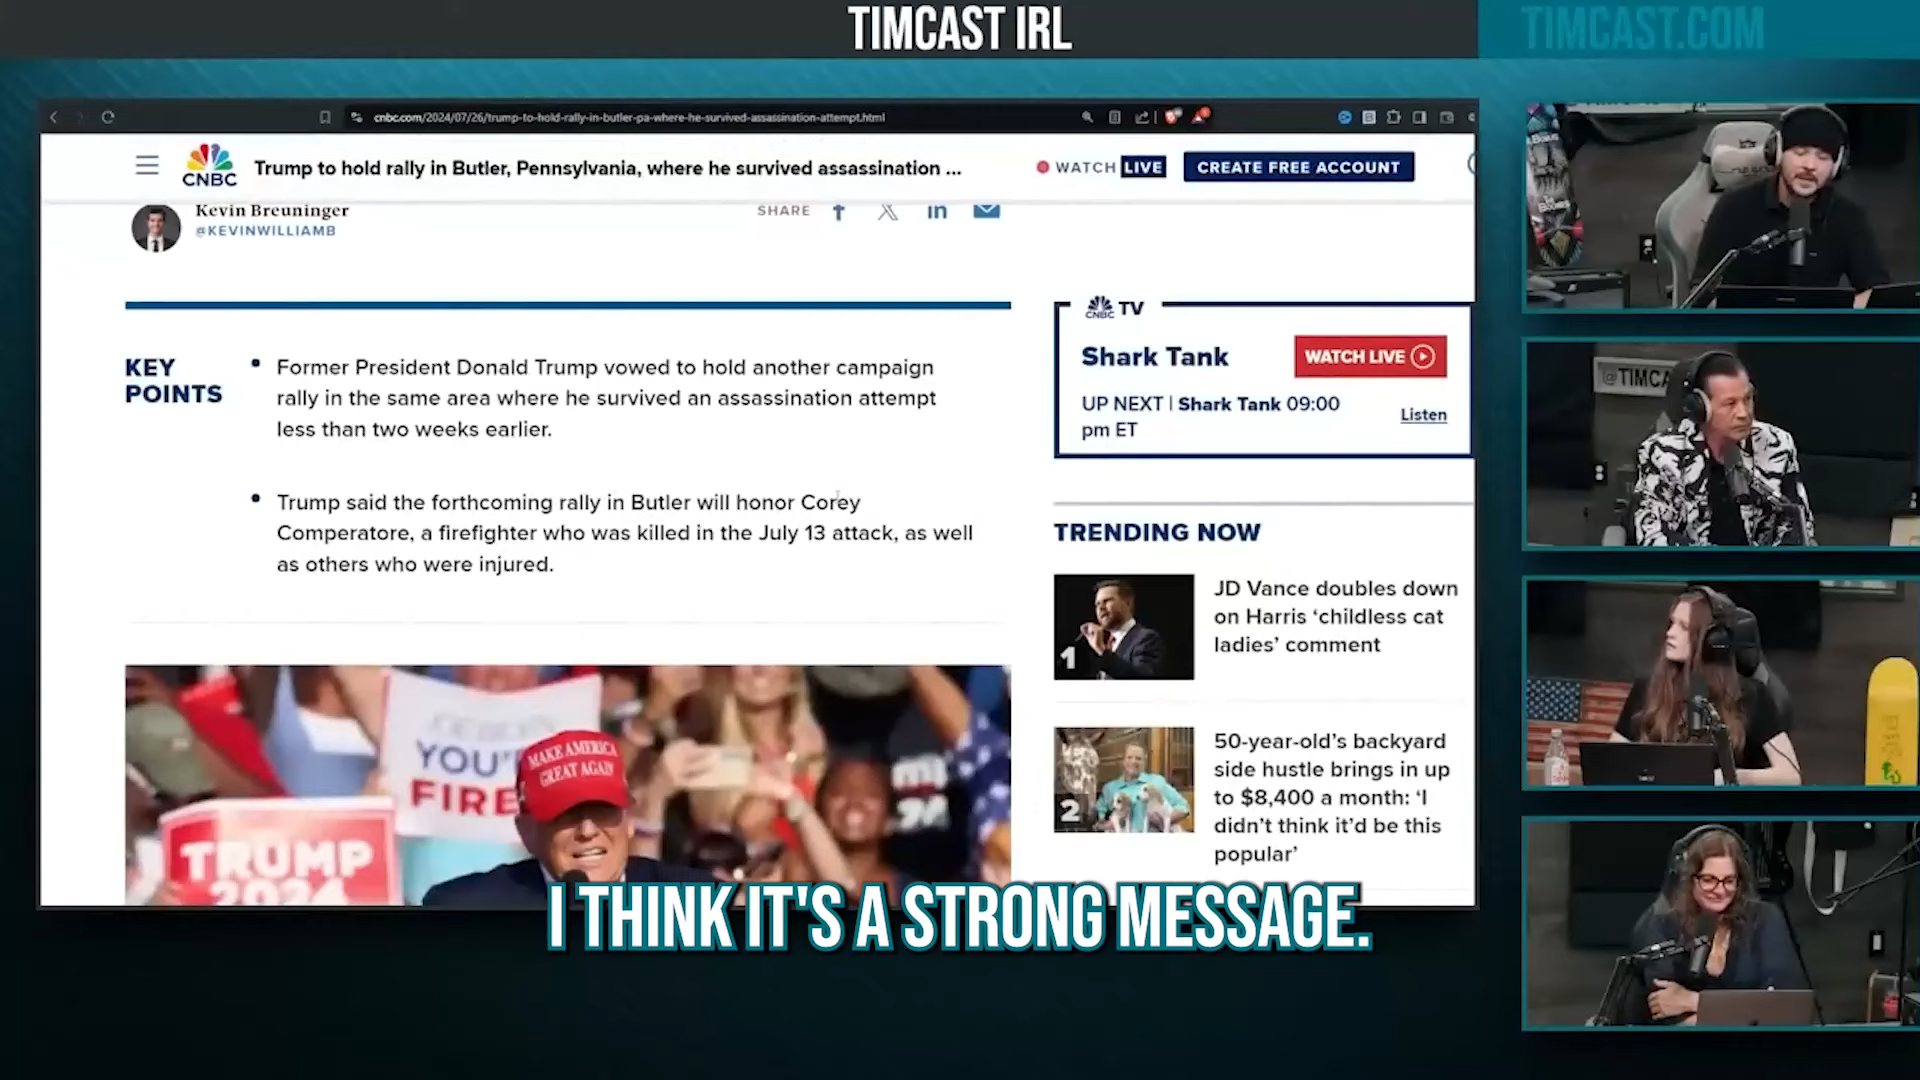 TIMCAST IRL
TIMCAST.COM
cnbc.com/2024/07/26/trump-to-hold-rally-in-butler-pa-where-he-survived-assassination-attempt.html
CNBC
Trump to hold rally in Butler, Pennsylvania, where he survived assassination ...
WATCH LIVE
CREATE FREE ACCOUNT
Kevin Breuninger
@KEVINWILLIAMB
SHARE
KEY
POINTS
Former President Donald Trump vowed to hold another campaign
rally in the same area where he survived an assassination attempt
less than two weeks earlier.
Trump said the forthcoming rally in Butler will honor Corey
Comperatore, a firefighter who was killed in the July 13 attack, as well
as others who were injured.
CNBC TV
Shark Tank
WATCH LIVE
UP NEXT | Shark Tank 09:00
pm ET
Listen
TRENDING NOW
1
JD Vance doubles down
on Harris ‘childless cat
ladies’ comment
2
50-year-old’s backyard
side hustle brings in up
to $8,400 a month: ‘I
didn’t think it’d be this
popular’
YOU'
FIRE
MAKE AMERICA
GREAT AGAIN
TRUMP
2024
@TIMCA
I THINK IT'S A STRONG MESSAGE.